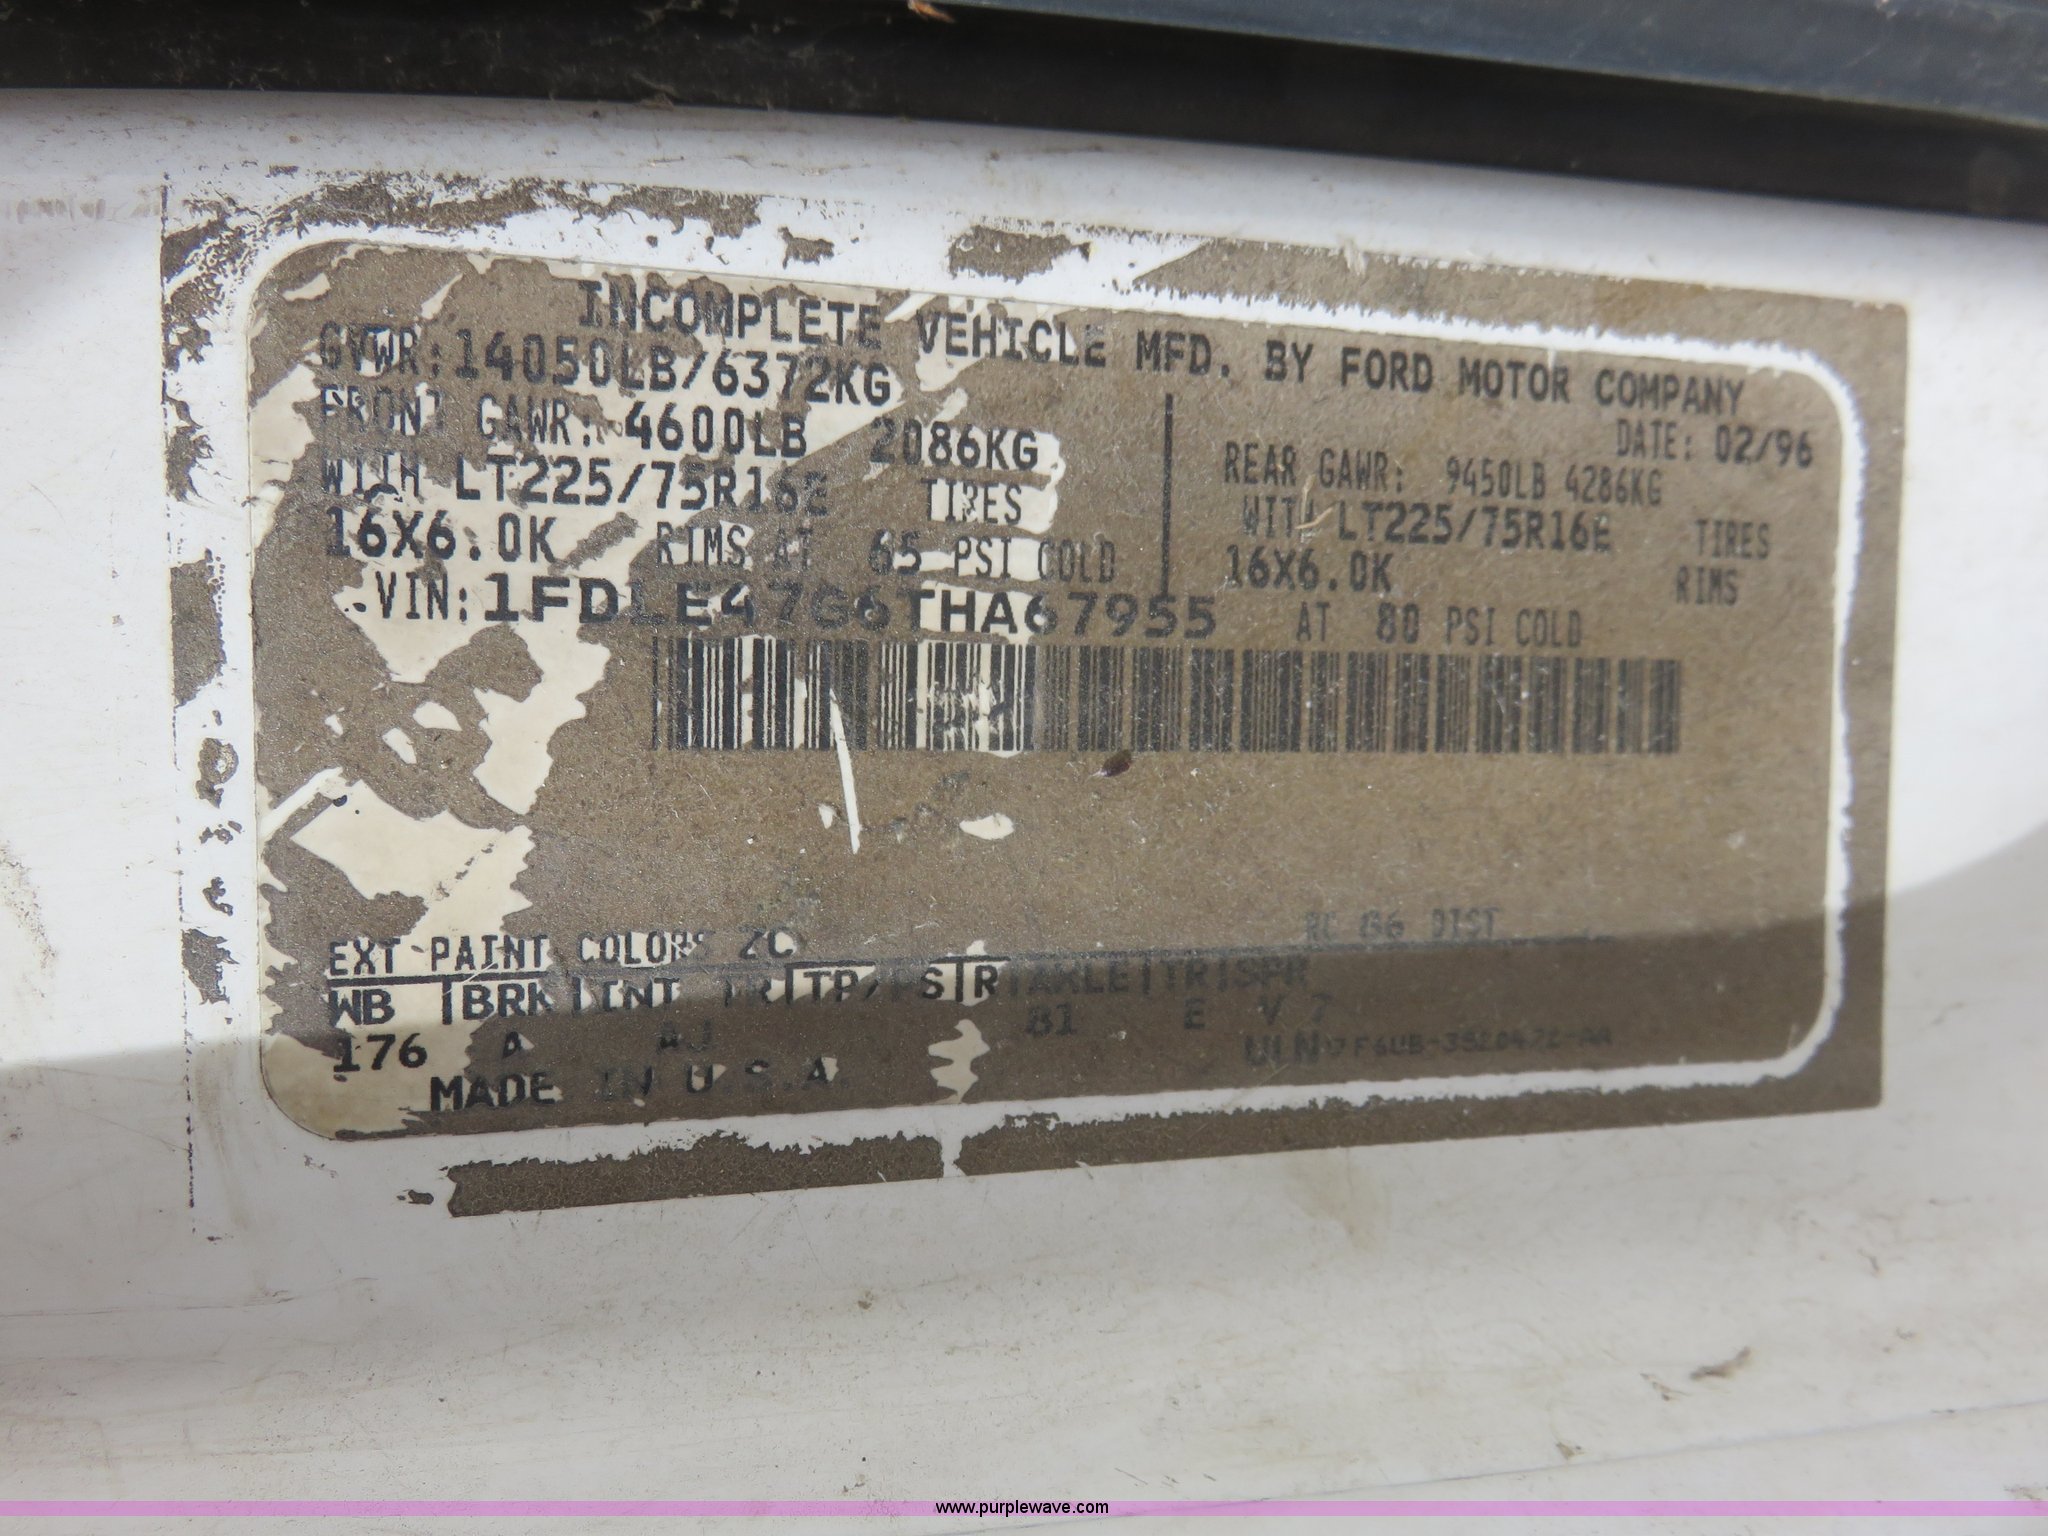 INCOMPLETE VEHICLE MFD. BY FORD MOTOR COMPANY
GVWR:14050LB/6372KG
DATE: 02/96
FRONT GAWR: 4600LB 2086KG
REAR GAWR: 9450LB 4286KG
WITH LT225/75R16E TIRES
WITH LT225/75R16E TIRES
16X6.0K RIMS AT 65 PSI COLD
16X6.0K RIMS
VIN:1FDLE47G6THA67955
AT 80 PSI COLD
EXT PAINT COLORS ZC
DIST
WB BRK INT TR TP/PS R AXLE TR SPR
176 A AJ B1 E V 7
MADE IN U.S.A.
www.purplewave.com